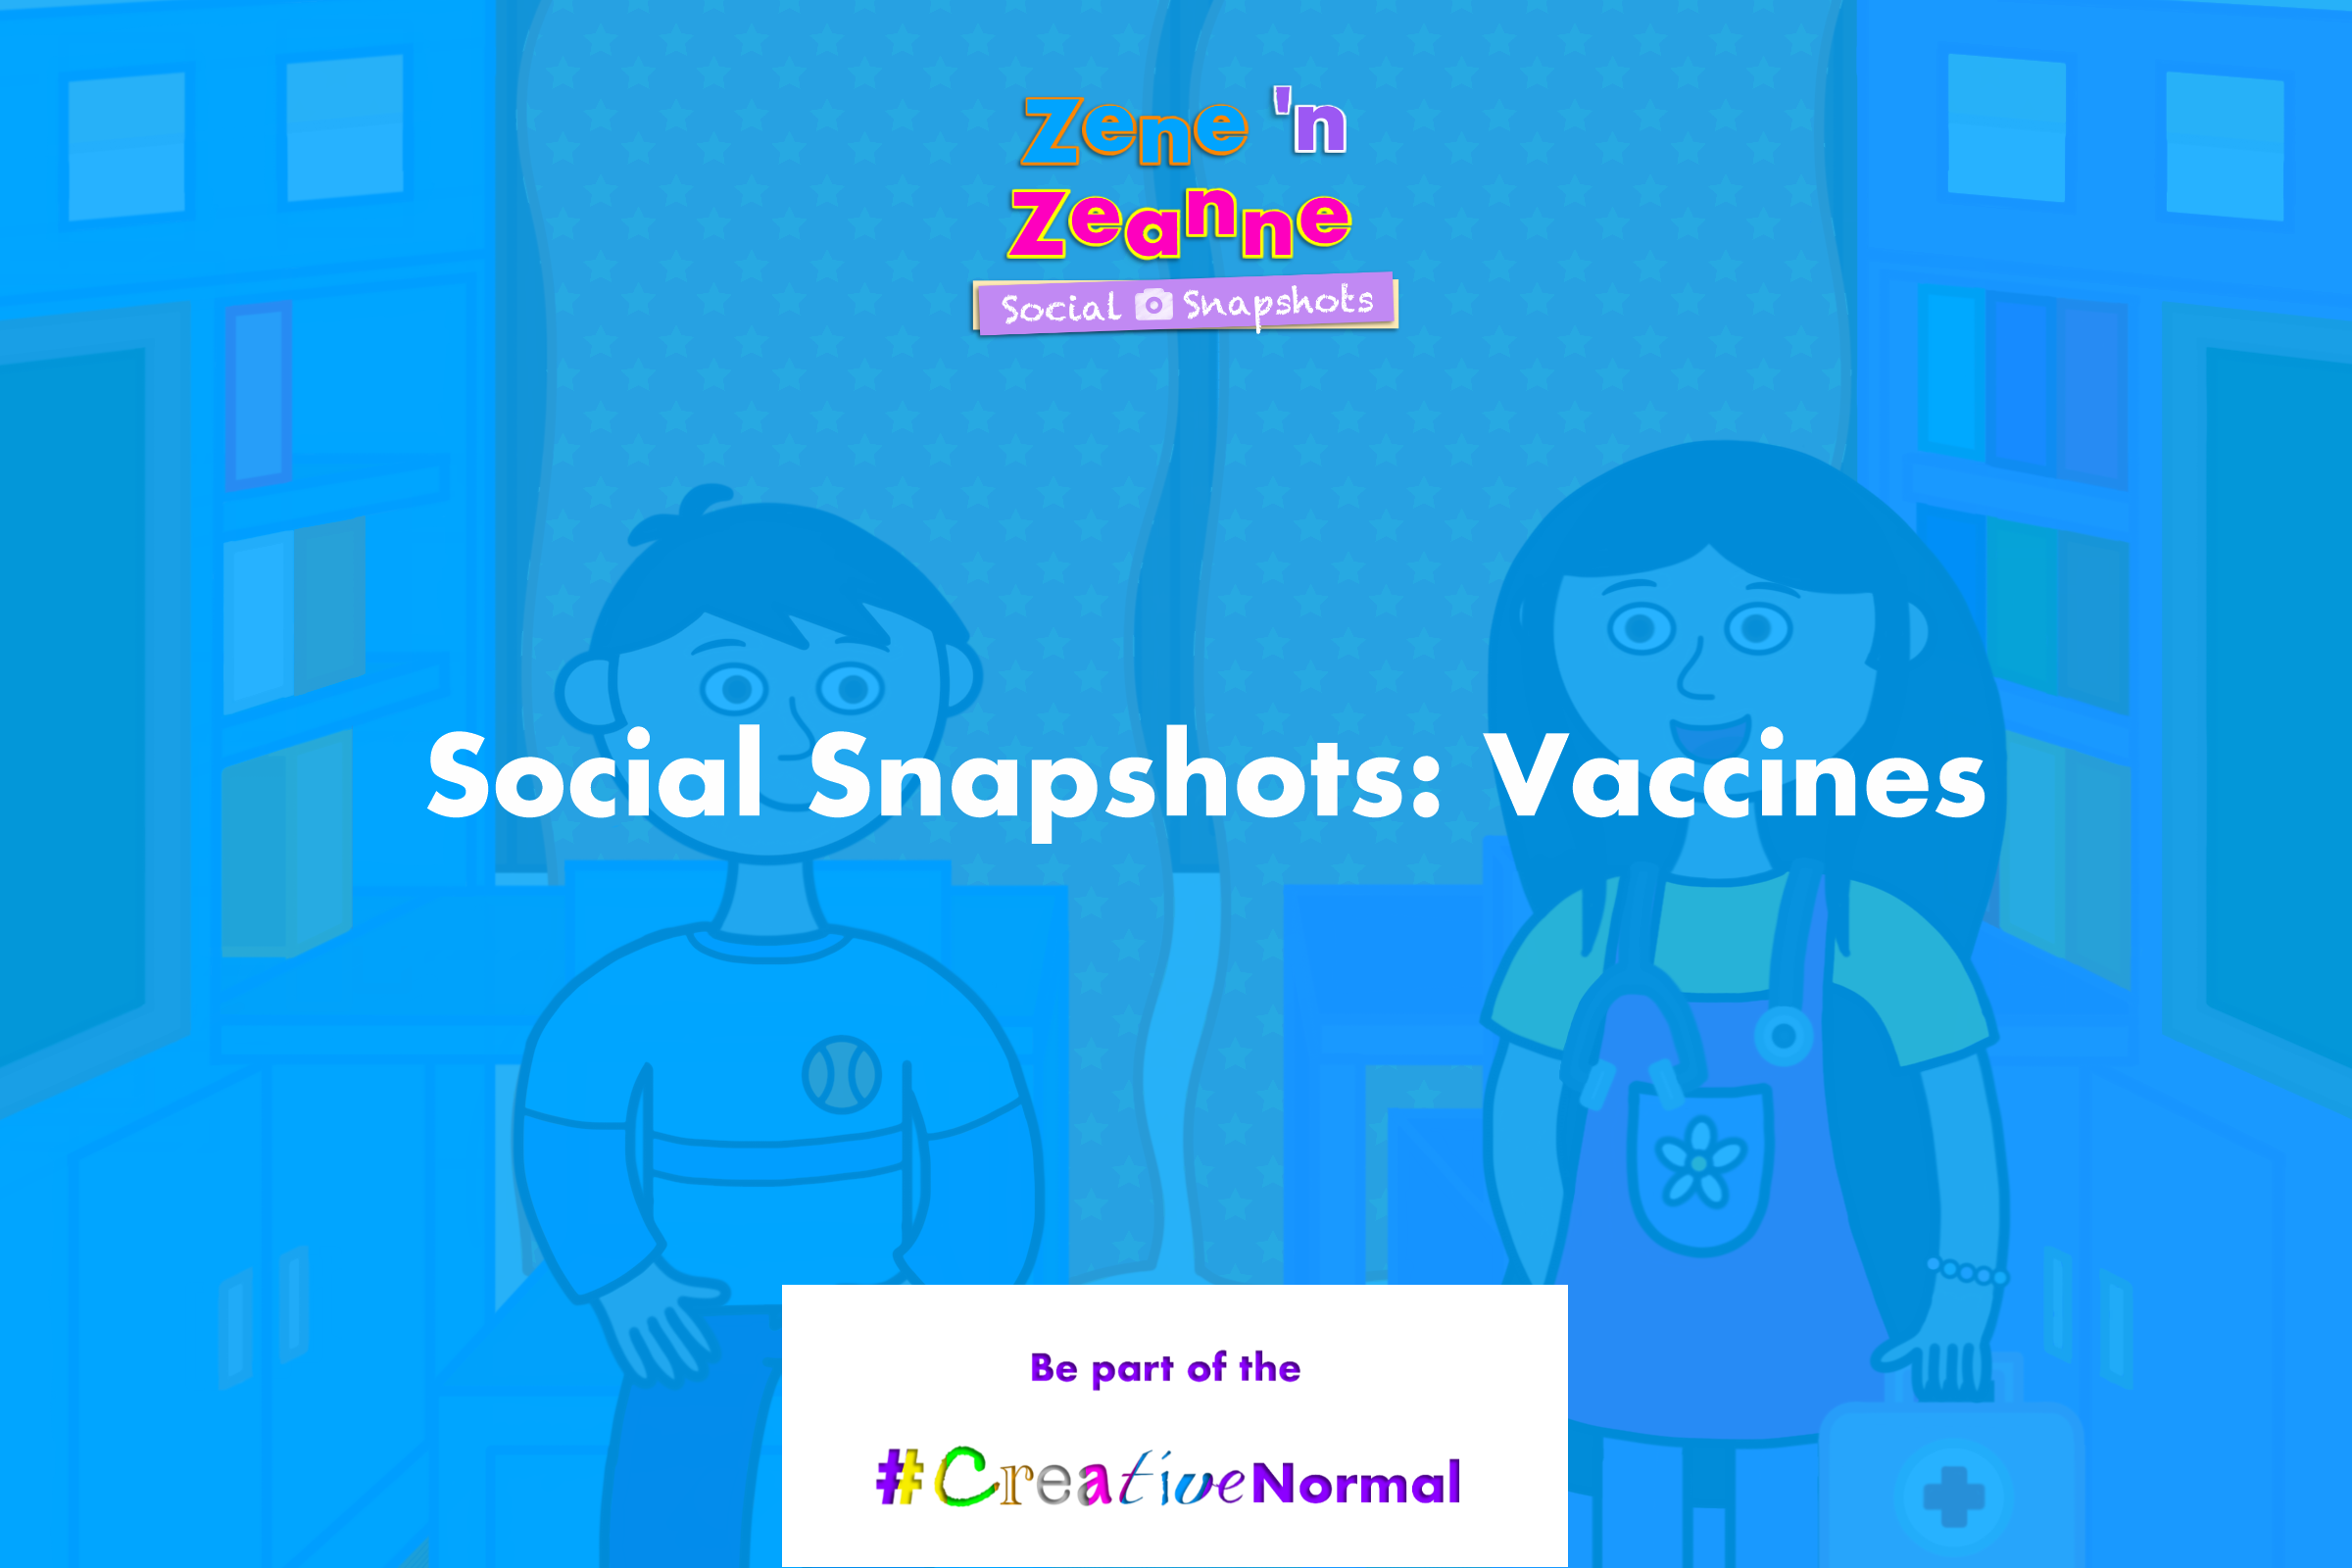 Zene 'n
Zeanne
Social Snapshots
Social Snapshots: Vaccines
Be part of the
#CreativeNormal